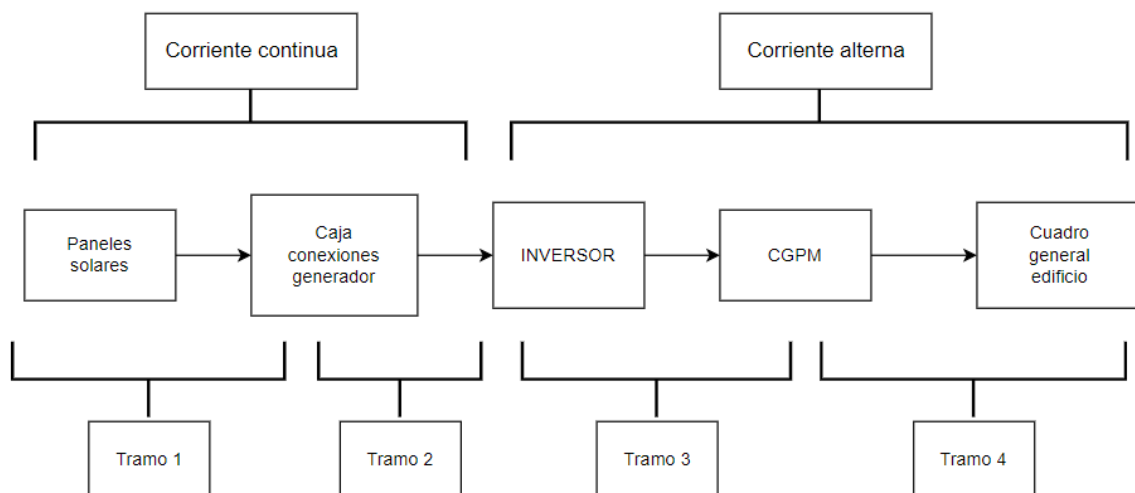 Corriente continua
Corriente alterna
Paneles
solares
Caja
conexiones
generador
INVERSOR
CGPM
Cuadro
general
edificio
Tramo 1
Tramo 2
Tramo 3
Tramo 4